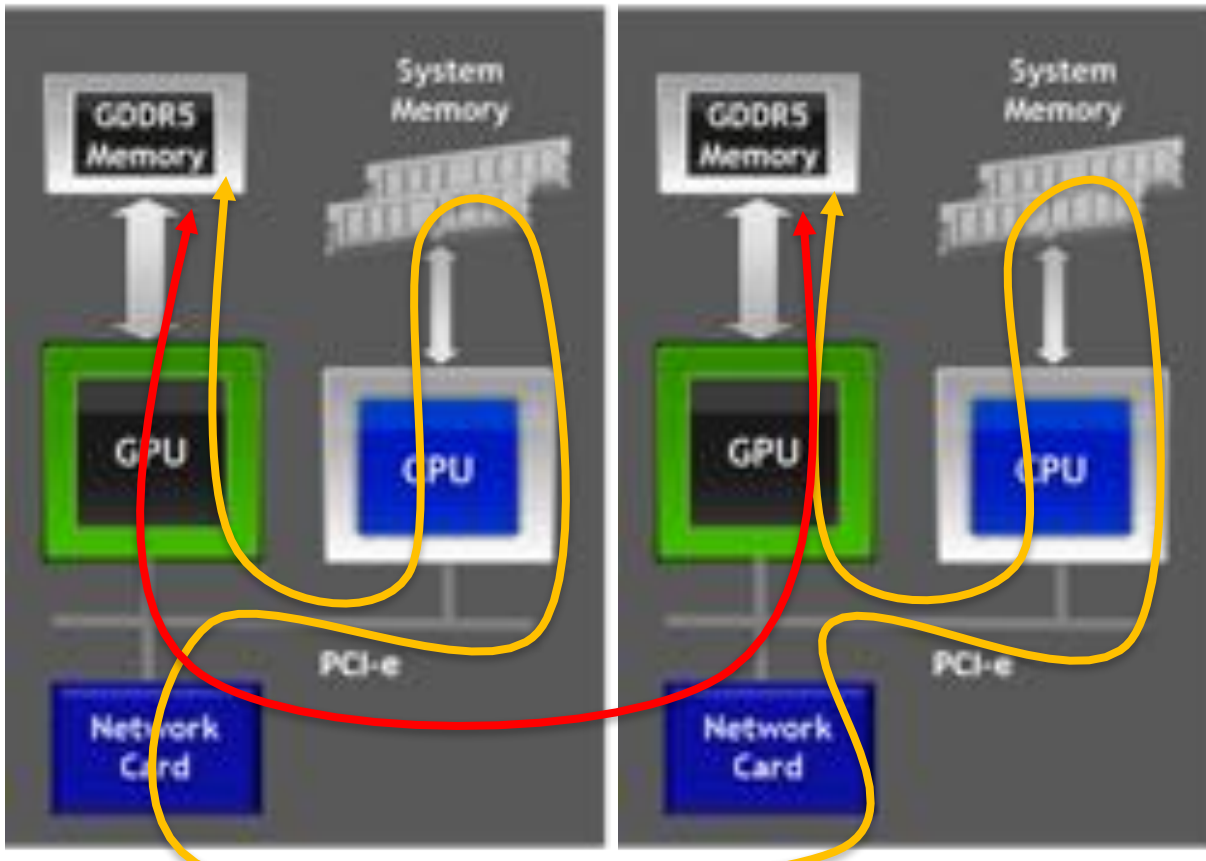 GDDR5
Memory
System
Memory
GPU
CPU
PCI-e
Network
Card
GDDR5
Memory
System
Memory
GPU
CPU
PCI-e
Network
Card